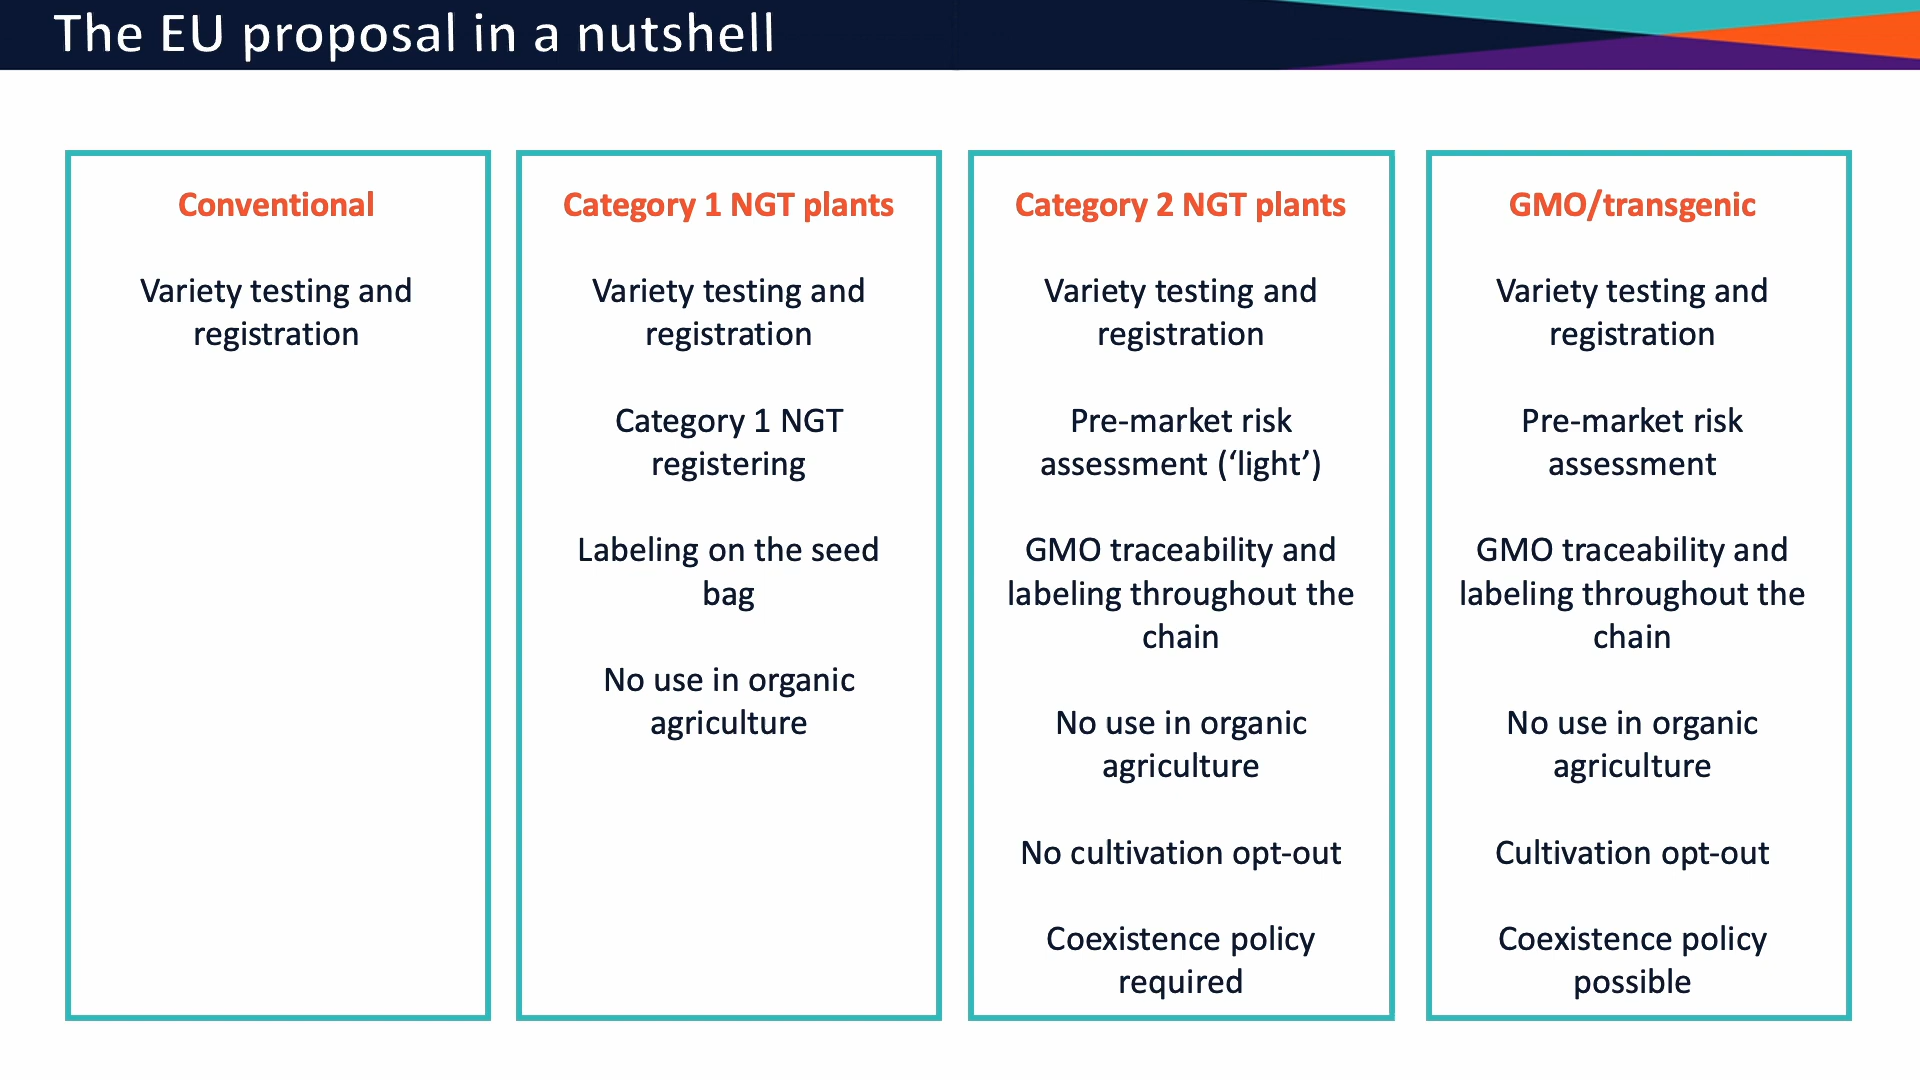 The EU proposal in a nutshell
Conventional
Variety testing and
registration
Category 1 NGT plants
Variety testing and
registration
Category 1 NGT
registering
Labeling on the seed
bag
No use in organic
agriculture
Category 2 NGT plants
Variety testing and
registration
Pre-market risk
assessment (‘light’)
GMO traceability and
labeling throughout the
chain
No use in organic
agriculture
No cultivation opt-out
Coexistence policy
required
GMO/transgenic
Variety testing and
registration
Pre-market risk
assessment
GMO traceability and
labeling throughout the
chain
No use in organic
agriculture
Cultivation opt-out
Coexistence policy
possible